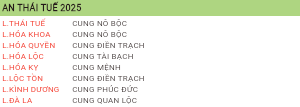 AN THÁI TUẾ 2025
L.THÁI TUẾ CUNG NÔ BỘC
L.HÓA KHOA CUNG NÔ BỘC
L.HÓA QUYỀN CUNG ĐIỀN TRẠCH
L.HÓA LỘC CUNG TÀI BẠCH
L.HÓA KỴ CUNG MỆNH
L.LỘC TỒN CUNG ĐIỀN TRẠCH
L.KÌNH DƯƠNG CUNG PHÚC ĐỨC
L.ĐÀ LA CUNG QUAN LỘC